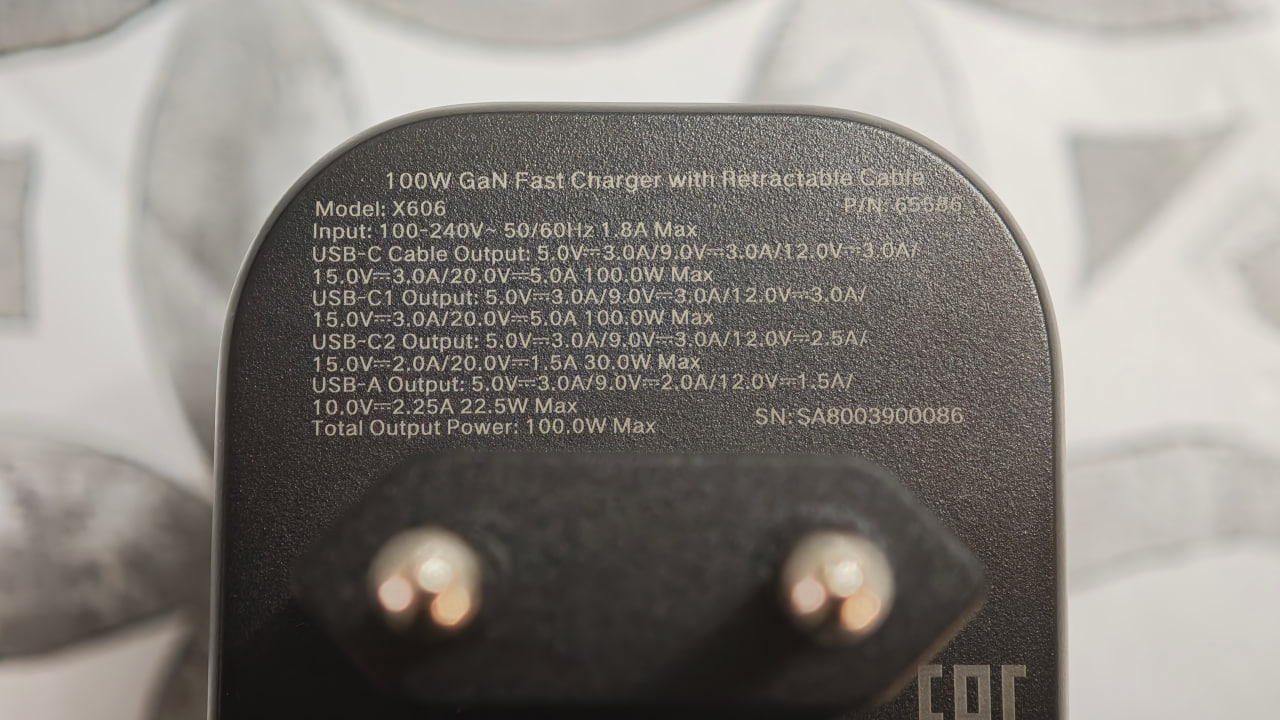 100W GaN Fast Charger with Retractable Cable
Model: X606
P/N: 65686
Input: 100-240V~ 50/60Hz 1.8A Max
USB-C Cable Output: 5.0V⎓3.0A/9.0V⎓3.0A/12.0V⎓3.0A/
15.0V⎓3.0A/20.0V⎓5.0A 100.0W Max
USB-C1 Output: 5.0V⎓3.0A/9.0V⎓3.0A/12.0V⎓3.0A/
15.0V⎓3.0A/20.0V⎓5.0A 100.0W Max
USB-C2 Output: 5.0V⎓3.0A/9.0V⎓3.0A/12.0V⎓2.5A/
15.0V⎓2.0A/20.0V⎓1.5A 30.0W Max
USB-A Output: 5.0V⎓3.0A/9.0V⎓2.0A/12.0V⎓1.5A/
10.0V⎓2.25A 22.5W Max
SN: SA8003900086
Total Output Power: 100.0W Max
EAC